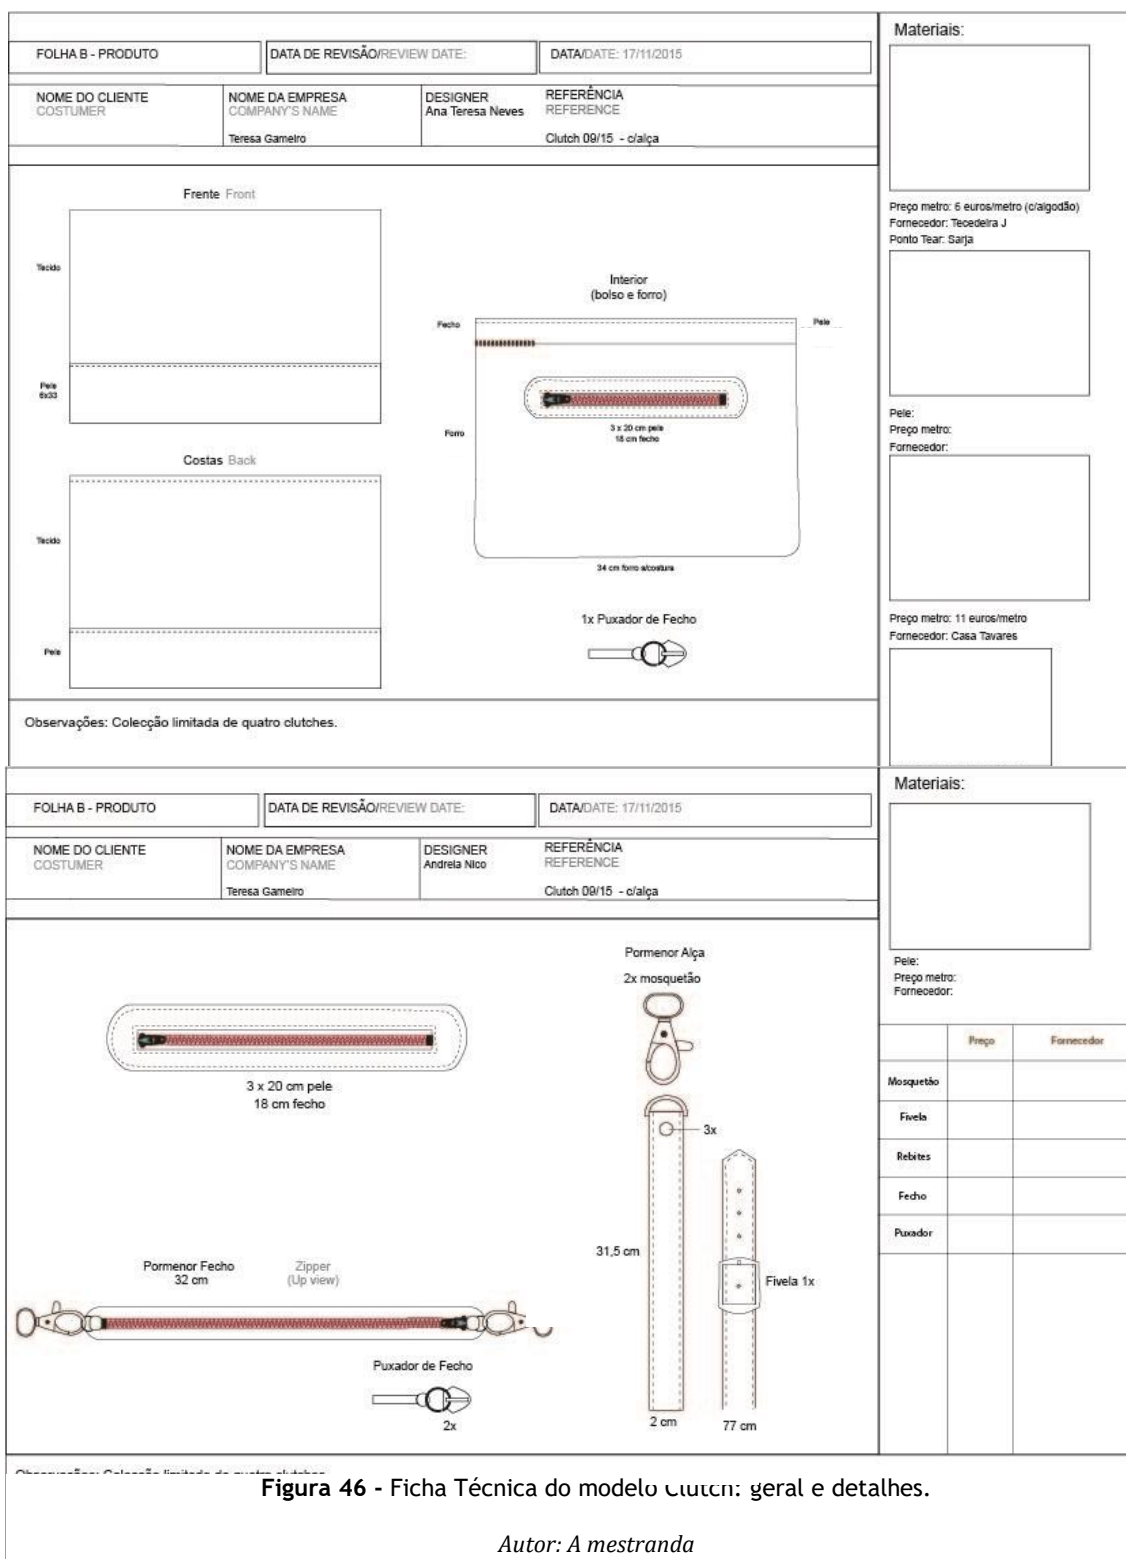 FOLHA B - PRODUTO
DATA DE REVISÃO/REVIEW DATE:
DATA/DATE: 17/11/2015
NOME DO CLIENTE
COSTUMER
NOME DA EMPRESA
COMPANY'S NAME
Teresa Gameiro
DESIGNER
Ana Teresa Neves
REFERÊNCIA
REFERENCE
Clutch 09/15 - c/alça
Frente Front
Tecido
Pele
6x33
Costas Back
Tecido
Pele
Interior
(bolso e forro)
Fecho
Pele
3 x 20 cm pele
18 cm fecho
Forro
34 cm forro s/costura
1x Puxador de Fecho
Observações: Colecção limitada de quatro clutches.
Materiais:
Preço metro: 6 euros/metro (c/algodão)
Fornecedor: Tecedeira J
Ponto Tear: Sarja
Pele:
Preço metro:
Fornecedor:
Preço metro: 11 euros/metro
Fornecedor: Casa Tavares
FOLHA B - PRODUTO
DATA DE REVISÃO/REVIEW DATE:
DATA/DATE: 17/11/2015
NOME DO CLIENTE
COSTUMER
NOME DA EMPRESA
COMPANY'S NAME
Teresa Gameiro
DESIGNER
Andreia Nico
REFERÊNCIA
REFERENCE
Clutch 09/15 - c/alça
3 x 20 cm pele
18 cm fecho
Pormenor Fecho
32 cm
Zipper
(Up view)
Puxador de Fecho
2x
Pormenor Alça
2x mosquetão
3x
31,5 cm
2 cm
Fivela 1x
77 cm
Materiais:
Pele:
Preço metro:
Fornecedor:
Preço Fornecedor
Mosquetão
Fivela
Rebites
Fecho
Puxador
Observações: Colecção limitada de quatro clutches
Figura 46 - Ficha Técnica do modelo Clutch: geral e detalhes.
Autor: A mestranda